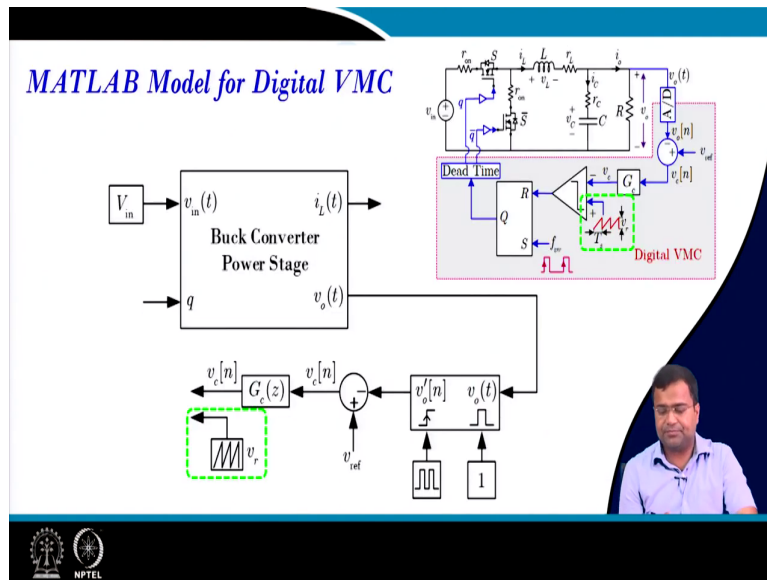 MATLAB Model for Digital VMC
r_on S i_L L r_L i_o
+ v_L −
v_o(t)
v_in q r_on i_C r_C + v_C − C R + v_o −
q̄ S̄
A/D
v_o[n]
Dead Time
v_c G_c v_e[n] v_ref
R
Q
S f_sw
− +
T v_r
Digital VMC
V_in v_in(t) i_L(t)
Buck Converter
Power Stage
q v_o(t)
v_c[n] G_c(z) v_c[n] v_o′[n] v_o(t)
v_r v_ref 1
NPTEL